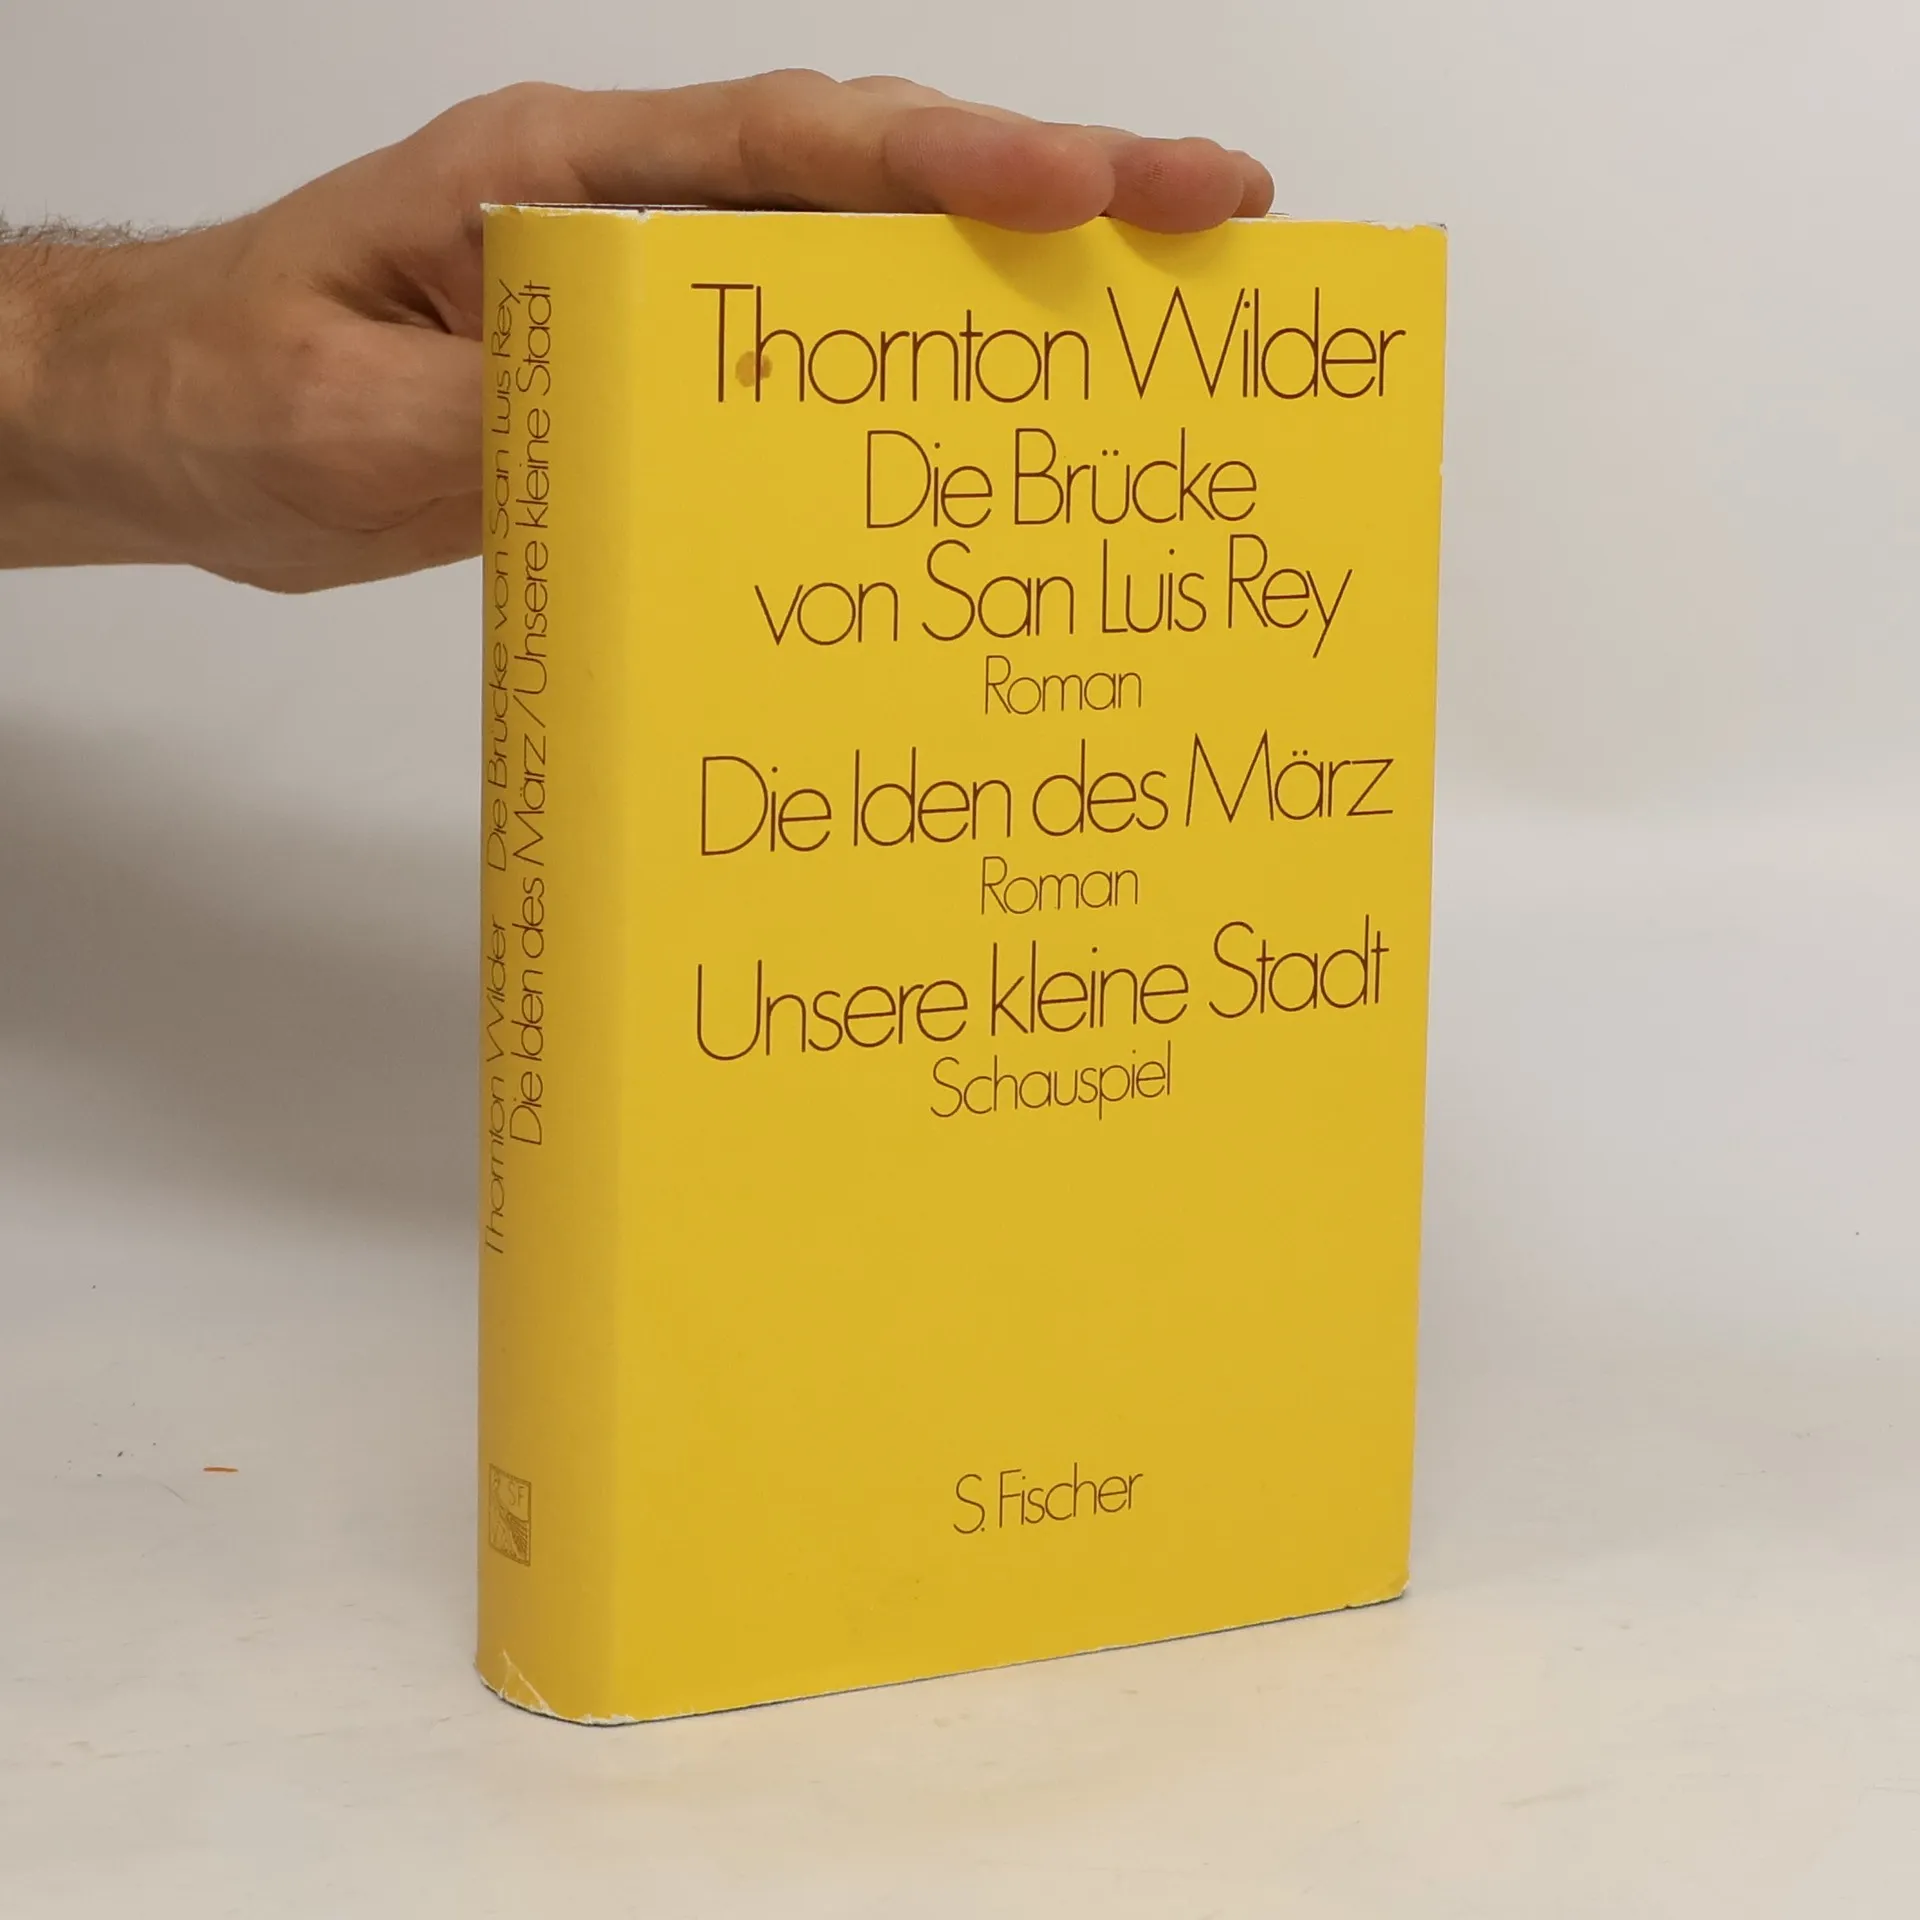 Thornton Wilder
Die Brücke
von San Luis Rey
Roman
Die Iden des März
Roman
Unsere kleine Stadt
Schauspiel
S. Fischer
Thornton Wilder Die Brücke von San Luis Rey
Die Iden des März/Unsere kleine Stadt
SF